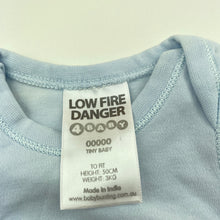 LOW FIRE
DANGER
4BABY
00000
TINY BABY
TO FIT
HEIGHT: 50CM
WEIGHT: 3KG
Made in India
www.babybunting.com.au